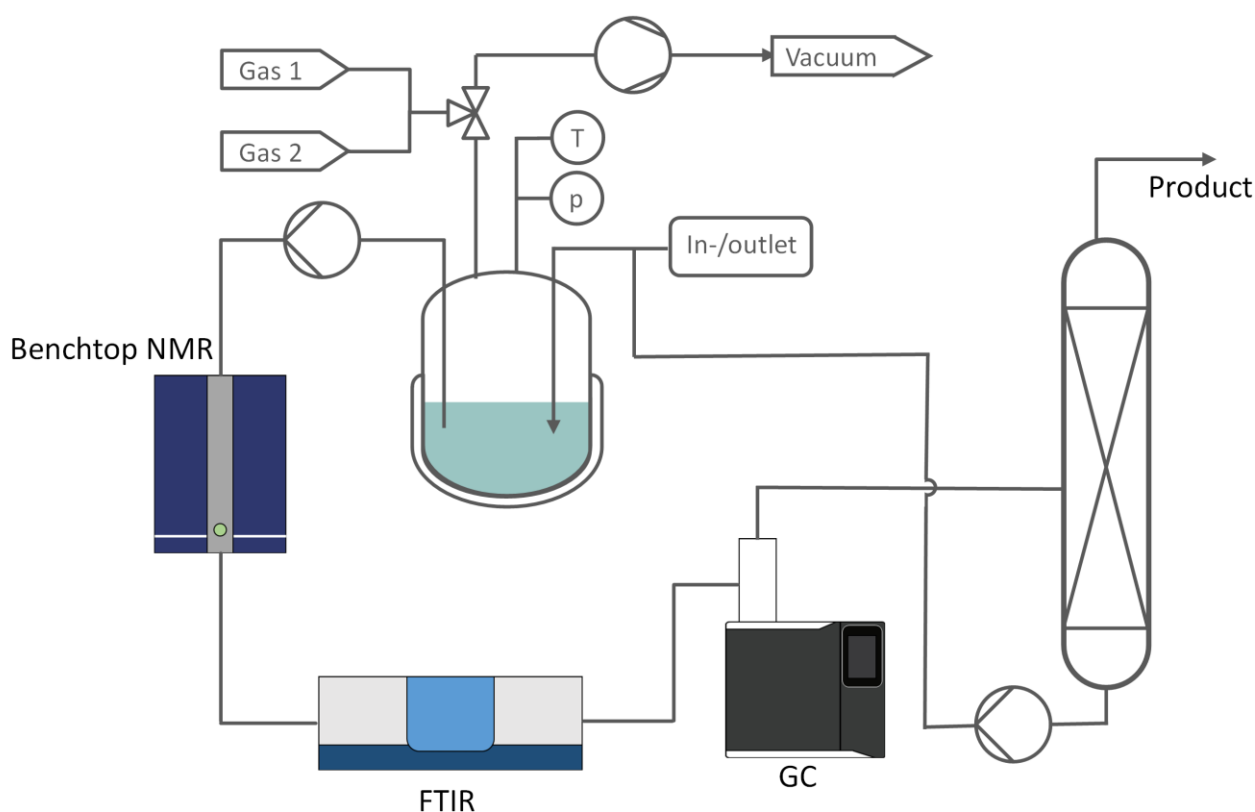 Gas 1
Vacuum
Gas 2
T
p
Product
In-/outlet
Benchtop NMR
GC
FTIR